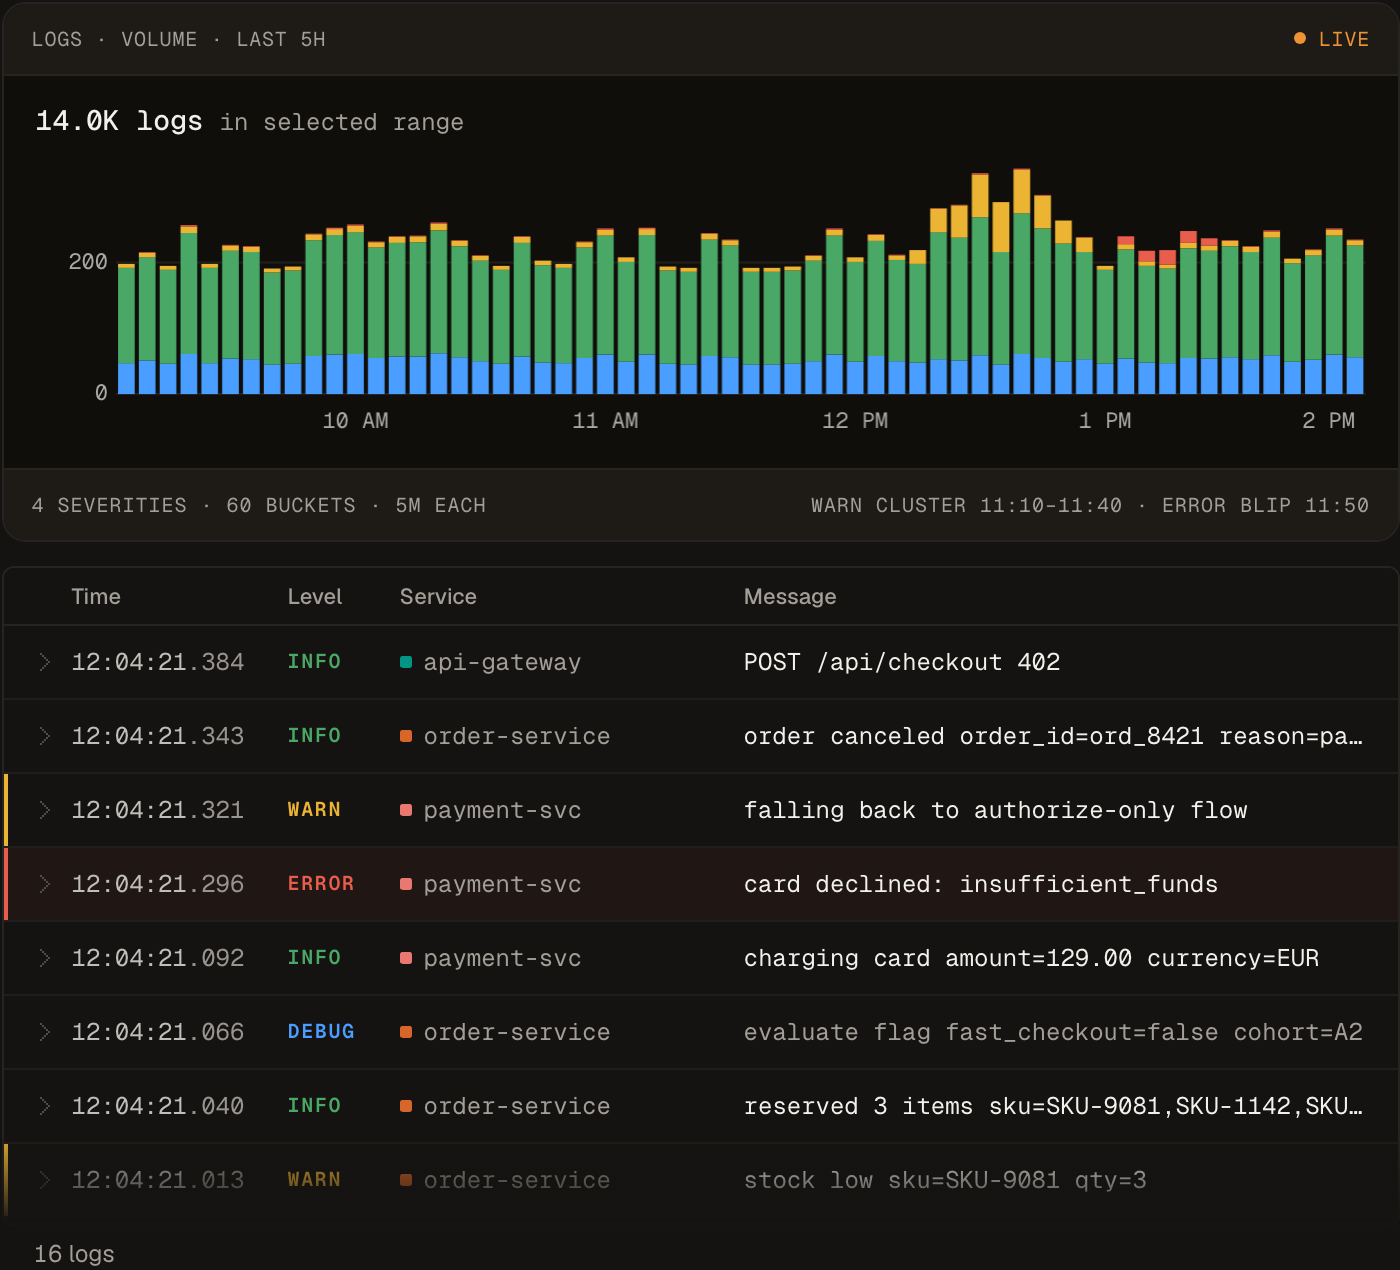 LOGS · VOLUME · LAST 5H
LIVE
14.0K logs in selected range
200
0
10 AM 11 AM 12 PM 1 PM 2 PM
4 SEVERITIES · 60 BUCKETS · 5M EACH
WARN CLUSTER 11:10–11:40 · ERROR BLIP 11:50
Time Level Service Message
12:04:21.384 INFO api-gateway POST /api/checkout 402
12:04:21.343 INFO order-service order canceled order_id=ord_8421 reason=pa…
12:04:21.321 WARN payment-svc falling back to authorize-only flow
12:04:21.296 ERROR payment-svc card declined: insufficient_funds
12:04:21.092 INFO payment-svc charging card amount=129.00 currency=EUR
12:04:21.066 DEBUG order-service evaluate flag fast_checkout=false cohort=A2
12:04:21.040 INFO order-service reserved 3 items sku=SKU-9081,SKU-1142,SKU…
12:04:21.013 WARN order-service stock low sku=SKU-9081 qty=3
16 logs